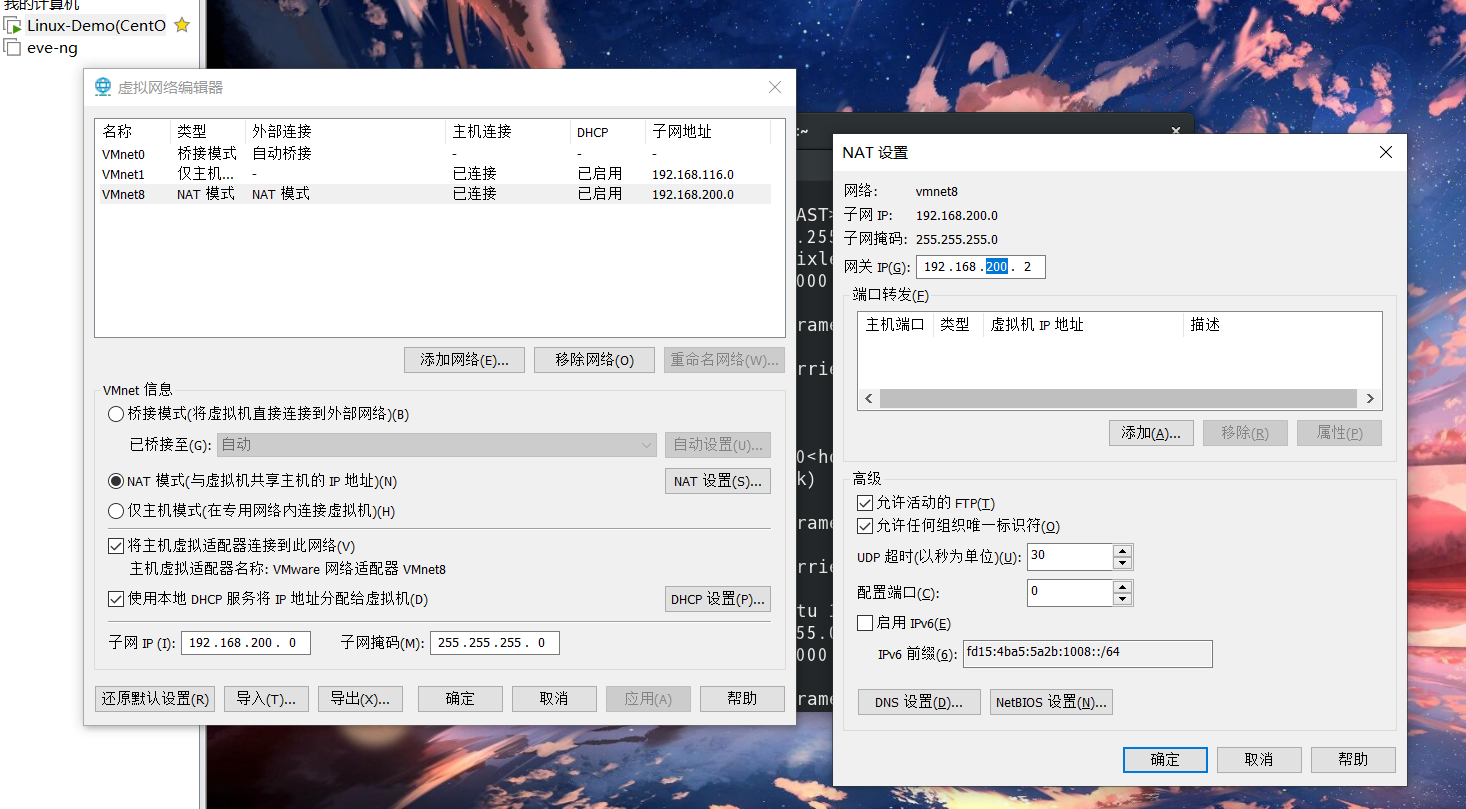 我的计算机
Linux-Demo(CentO
eve-ng
虚拟网络编辑器
名称 类型 外部连接 主机连接 DHCP 子网地址
VMnet0 桥接模式 自动桥接 - - -
VMnet1 仅主机... - 已连接 已启用 192.168.116.0
VMnet8 NAT 模式 NAT 模式 已连接 已启用 192.168.200.0
添加网络(E)... 移除网络(O) 重命名网络(W)...
VMnet 信息
桥接模式(将虚拟机直接连接到外部网络)(B)
已桥接至(G): 自动 自动设置(U)...
NAT 模式(与虚拟机共享主机的 IP 地址)(N) NAT 设置(S)...
仅主机模式(在专用网络内连接虚拟机)(H)
将主机虚拟适配器连接到此网络(V)
主机虚拟适配器名称: VMware 网络适配器 VMnet8
使用本地 DHCP 服务将 IP 地址分配给虚拟机(D) DHCP 设置(P)...
子网 IP (I): 192.168.200. 0 子网掩码(M): 255.255.255. 0
还原默认设置(R) 导入(T)... 导出(X)... 确定 取消 应用(A) 帮助
:~
AST>
.255
ixle
000
rame
rrie
0<ho
k)
rame
rrie
tu 1
55.0
000
rame
NAT 设置
网络: vmnet8
子网 IP: 192.168.200.0
子网掩码: 255.255.255.0
网关 IP(G): 192 . 168 . 200 . 2
端口转发(F)
主机端口 类型 虚拟机 IP 地址 描述
添加(A)... 移除(R) 属性(P)
高级
允许活动的 FTP(T)
允许任何组织唯一标识符(O)
UDP 超时(以秒为单位)(U): 30
配置端口(C): 0
启用 IPv6(E)
IPv6 前缀(6): fd15:4ba5:5a2b:1008::/64
DNS 设置(D)... NetBIOS 设置(N)...
确定 取消 帮助